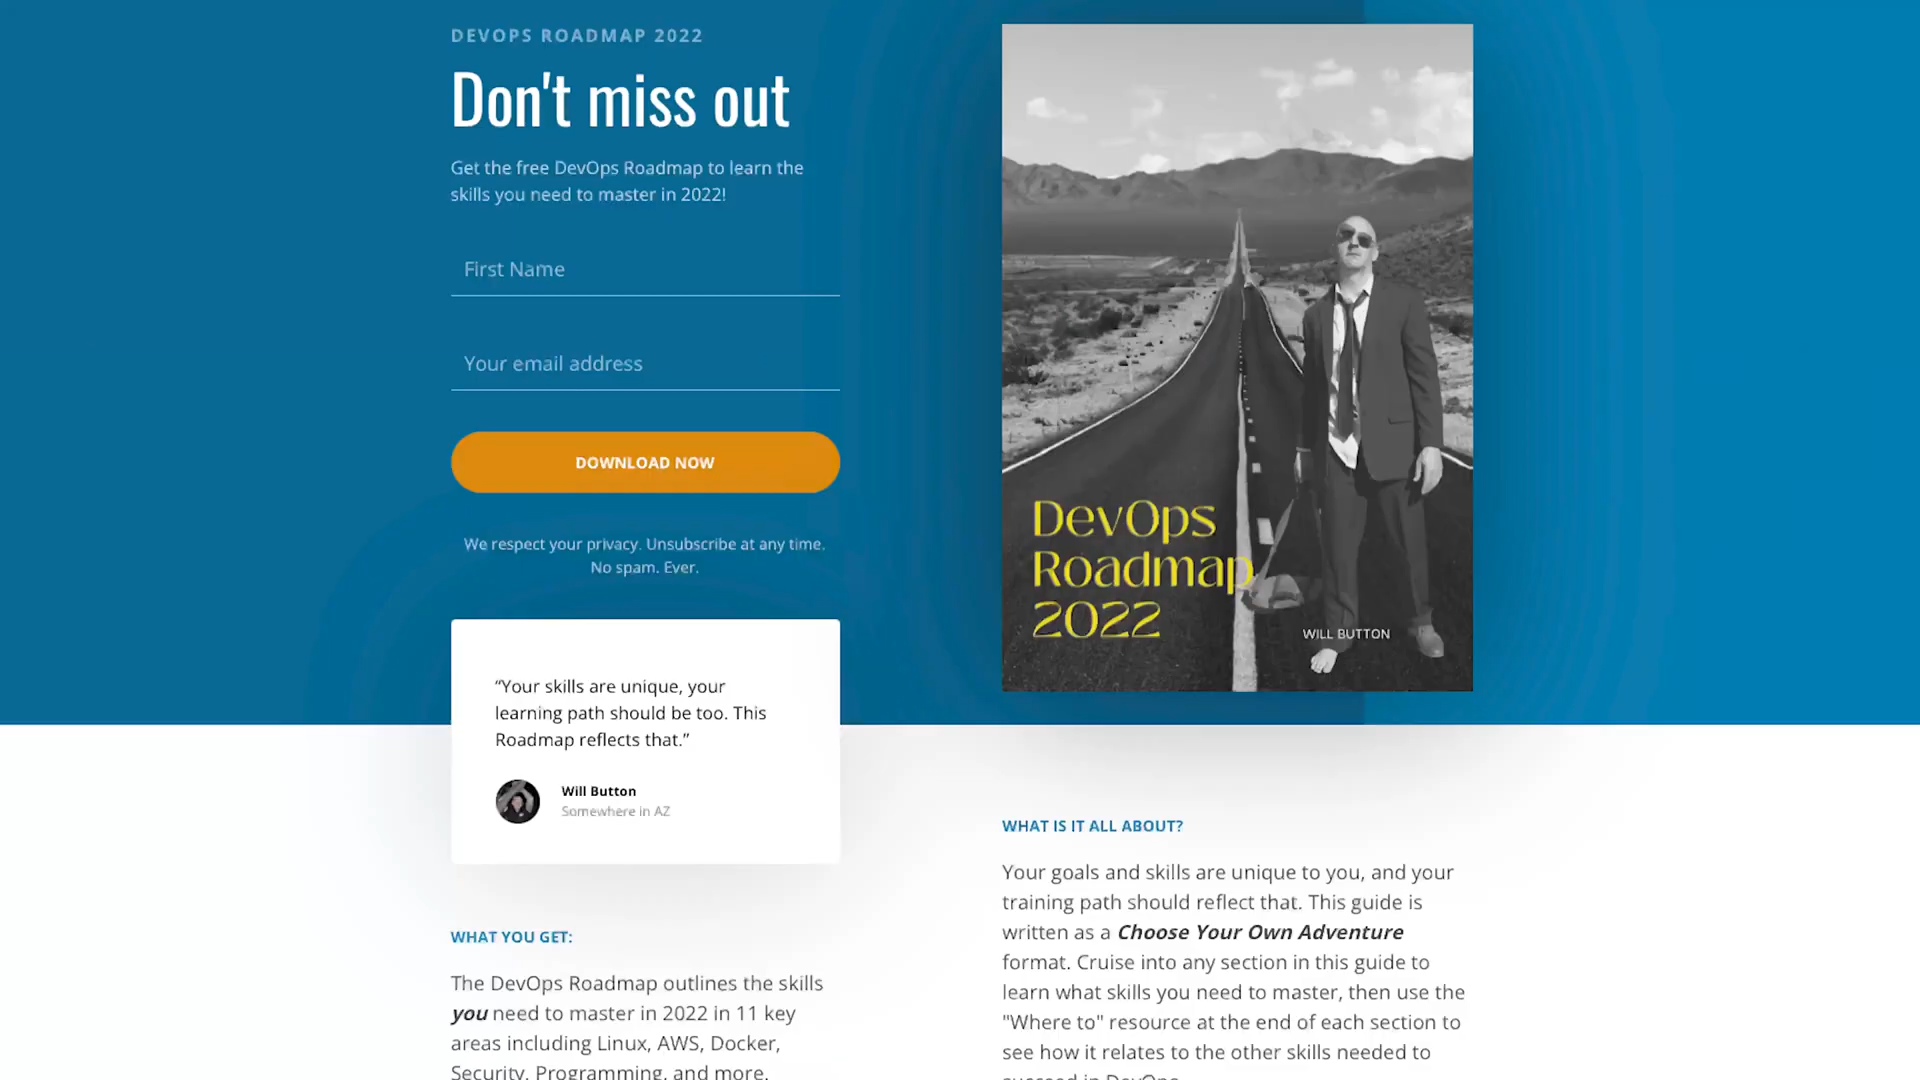 DEVOPS ROADMAP 2022
Don't miss out
Get the free DevOps Roadmap to learn the
skills you need to master in 2022!
First Name
Your email address
DOWNLOAD NOW
We respect your privacy. Unsubscribe at any time.
No spam. Ever.
“Your skills are unique, your
learning path should be too. This
Roadmap reflects that.”
Will Button
Somewhere in AZ
WHAT YOU GET:
The DevOps Roadmap outlines the skills
you need to master in 2022 in 11 key
areas including Linux, AWS, Docker,
Security, Programming, and more.
DevOps
Roadmap
2022
WILL BUTTON
WHAT IS IT ALL ABOUT?
Your goals and skills are unique to you, and your
training path should reflect that. This guide is
written as a Choose Your Own Adventure
format. Cruise into any section in this guide to
learn what skills you need to master, then use the
"Where to" resource at the end of each section to
see how it relates to the other skills needed to
succeed in DevOps.